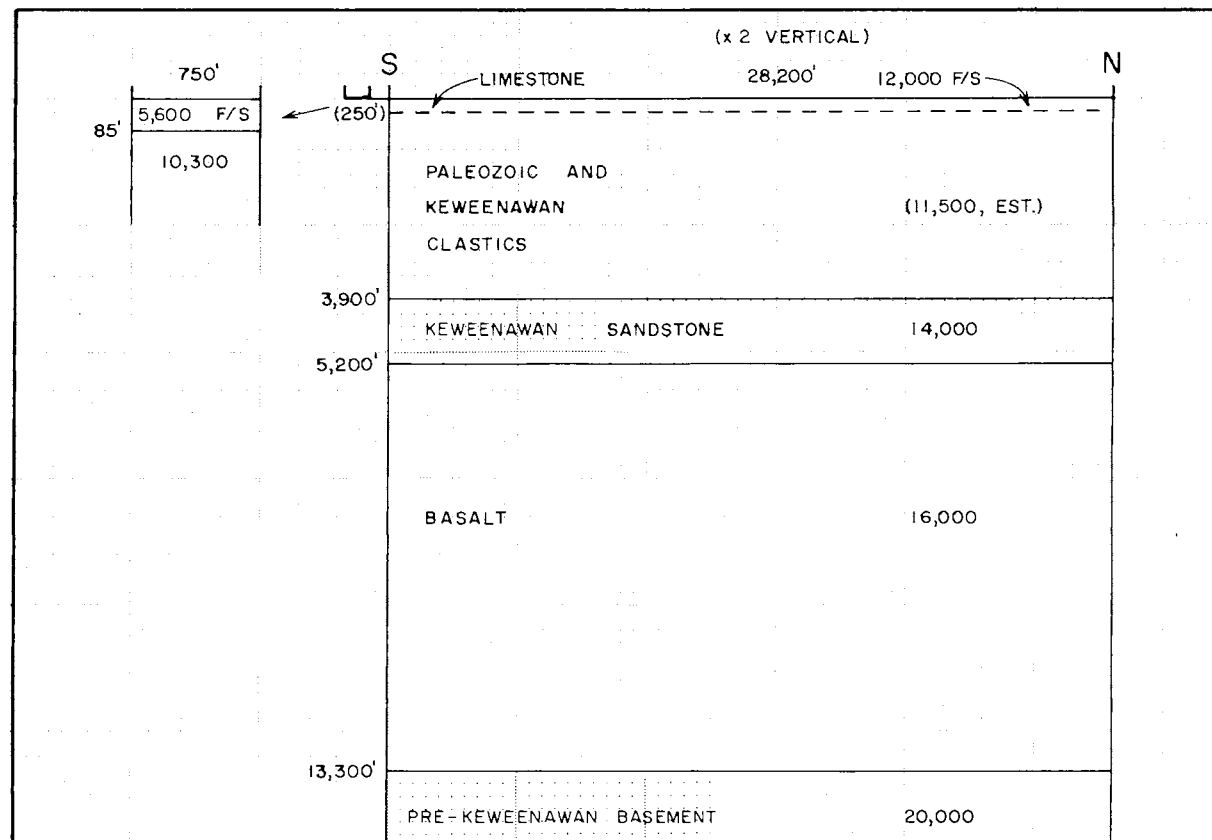 (x 2 VERTICAL)
750'
S
LIMESTONE
28,200'
12,000 F/S
N
5,600 F/S
(250')
85'
10,300
PALEOZOIC AND
KEWEENAWAN
(11,500, EST.)
CLASTICS
3,900'
KEWEENAWAN SANDSTONE
14,000
5,200'
BASALT
16,000
13,300'
PRE-KEWEENAWAN BASEMENT
20,000